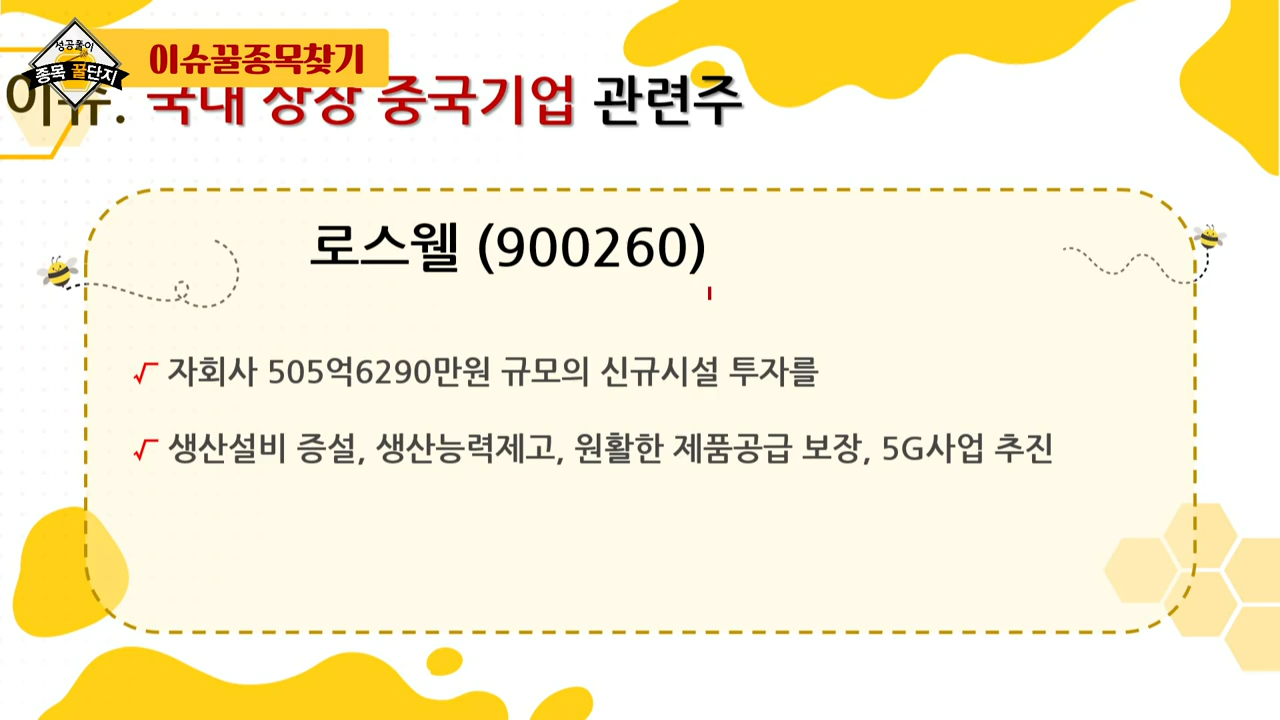 성공풀이
종목 꿀단지
이슈꿀종목찾기
이슈. 국내 상장 중국기업 관련주
로스웰 (900260)
√ 자회사 505억6290만원 규모의 신규시설 투자를
√ 생산설비 증설, 생산능력제고, 원활한 제품공급 보장, 5G사업 추진